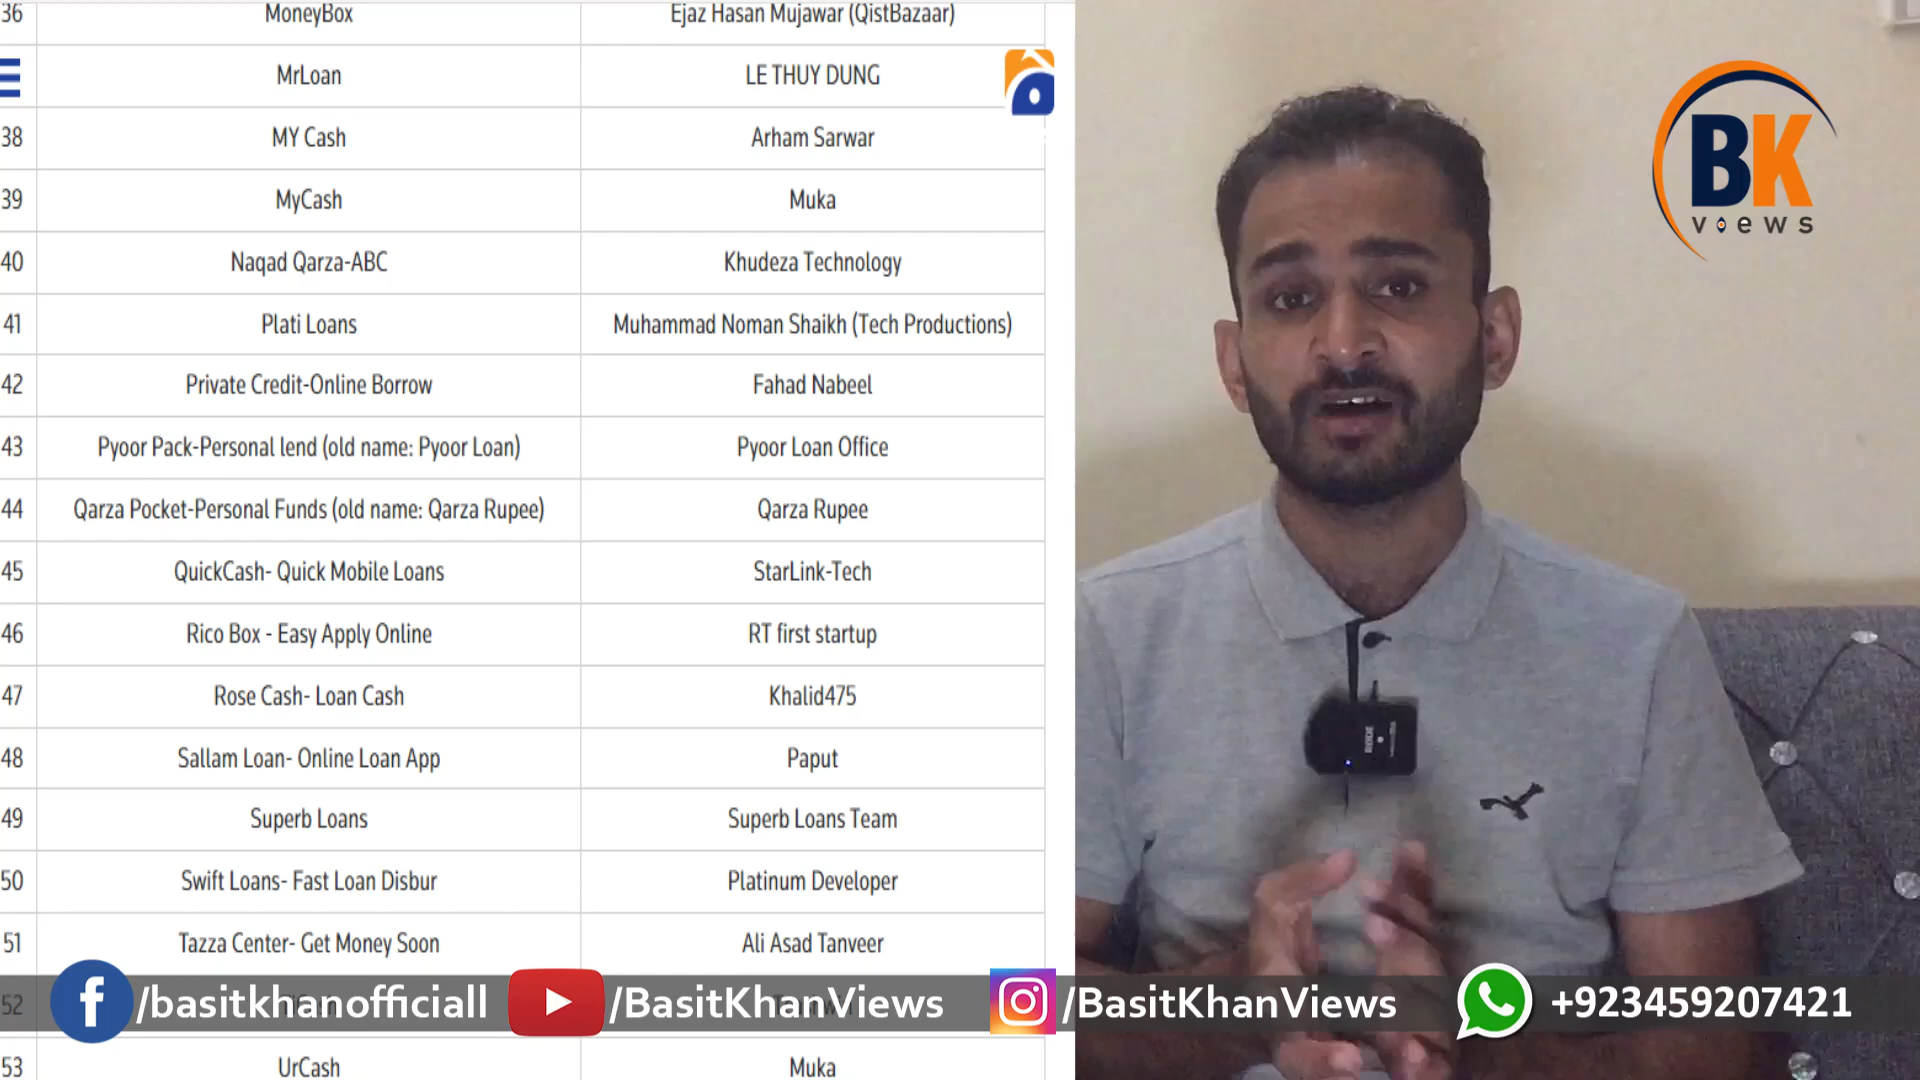 36 MoneyBox Ejaz Hasan Mujawar (QistBazaar)
MrLoan LE THUY DUNG
38 MY Cash Arham Sarwar
39 MyCash Muka
40 Naqad Qarza-ABC Khudeza Technology
41 Plati Loans Muhammad Noman Shaikh (Tech Productions)
42 Private Credit-Online Borrow Fahad Nabeel
43 Pyoor Pack-Personal lend (old name: Pyoor Loan) Pyoor Loan Office
44 Qarza Pocket-Personal Funds (old name: Qarza Rupee) Qarza Rupee
45 QuickCash- Quick Mobile Loans StarLink-Tech
46 Rico Box - Easy Apply Online RT first startup
47 Rose Cash- Loan Cash Khalid475
48 Sallam Loan- Online Loan App Paput
49 Superb Loans Superb Loans Team
50 Swift Loans- Fast Loan Disbur Platinum Developer
51 Tazza Center- Get Money Soon Ali Asad Tanveer
52
53 UrCash Muka
BK
views
RODE
/basitkhanofficiall /BasitKhanViews /BasitKhanViews +923459207421